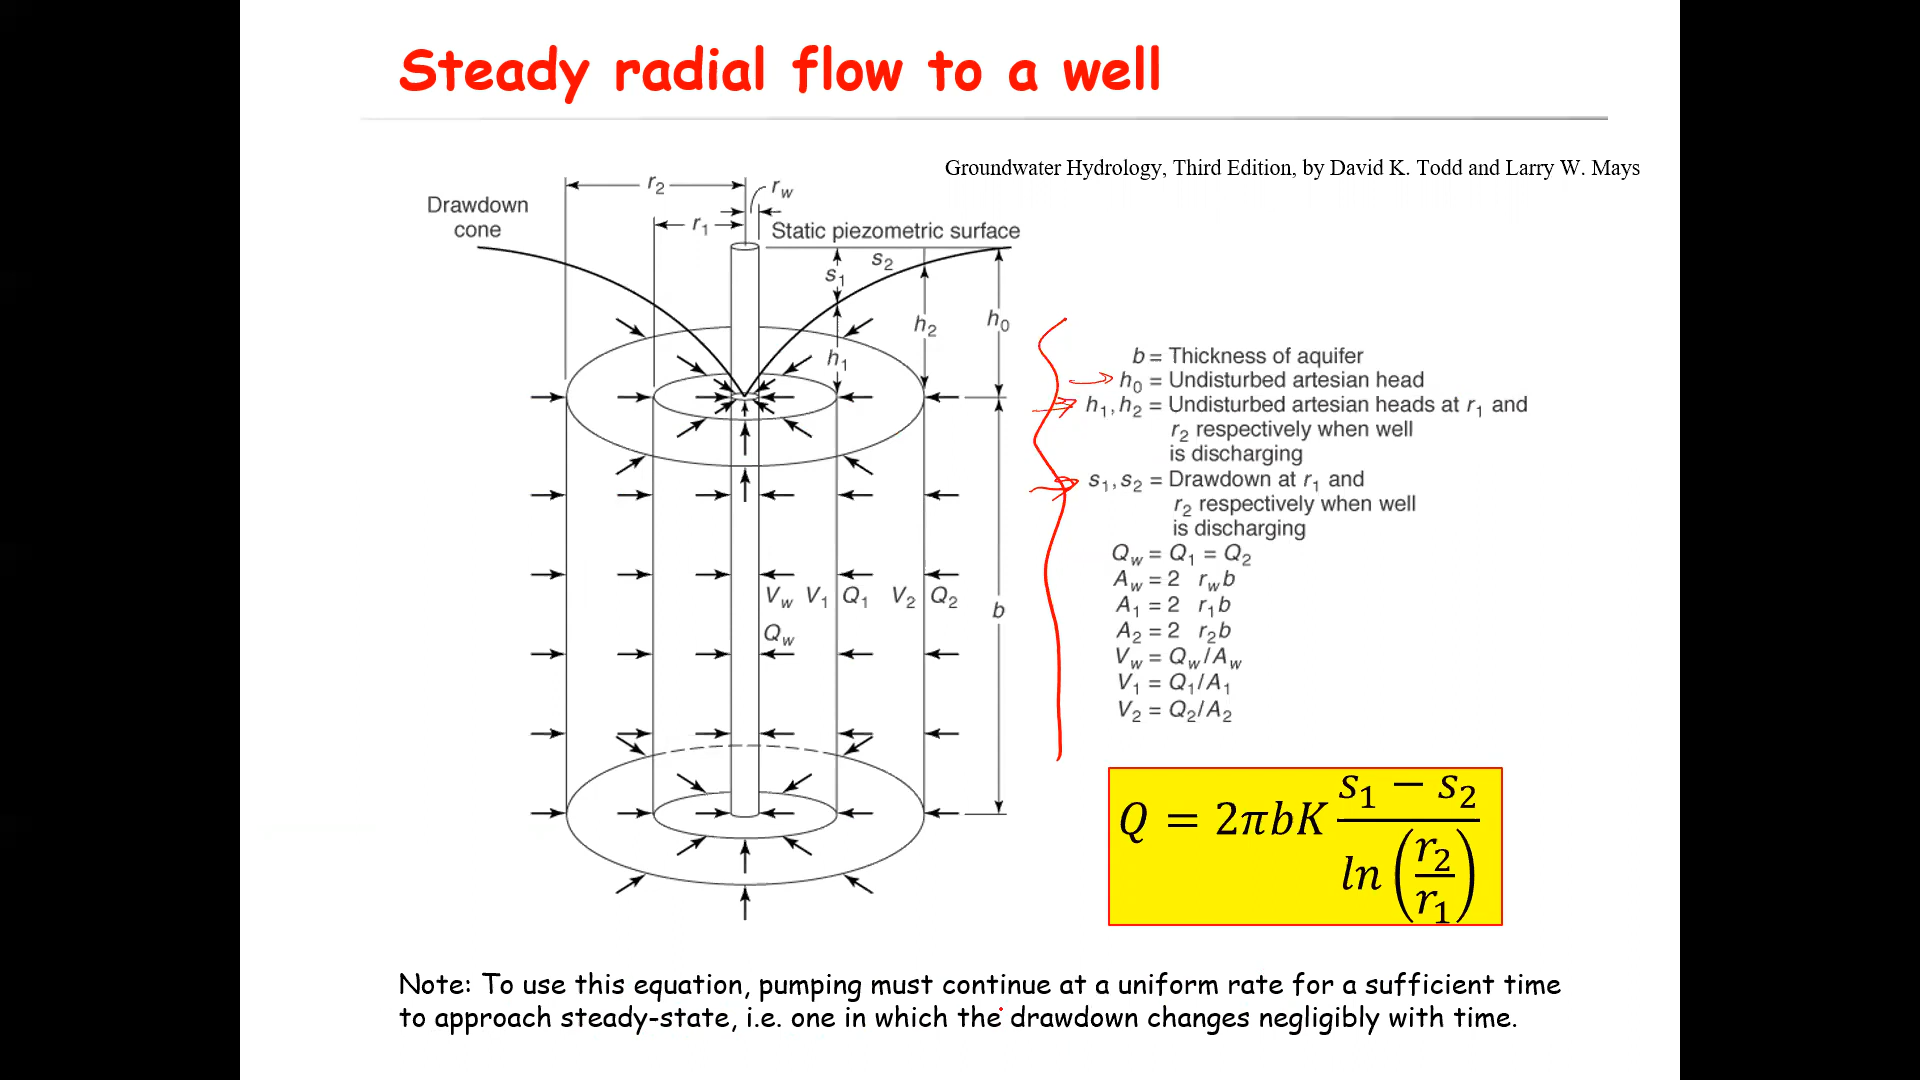 Steady radial flow to a well
Groundwater Hydrology, Third Edition, by David K. Todd and Larry W. Mays
Drawdown
cone
r2
rw
r1
Static piezometric surface
s1
s2
h1
h2
h0
b = Thickness of aquifer
h0 = Undisturbed artesian head
h1, h2 = Undisturbed artesian heads at r1 and
r2 respectively when well
is discharging
s1, s2 = Drawdown at r1 and
r2 respectively when well
is discharging
Qw = Q1 = Q2
Aw = 2 rwb
A1 = 2 r1b
A2 = 2 r2b
Vw = Qw/Aw
V1 = Q1/A1
V2 = Q2/A2
Vw V1 Q1 V2 Q2
Qw
b
Q = 2πbK (s1 − s2) / ln(r2/r1)
Note: To use this equation, pumping must continue at a uniform rate for a sufficient time
to approach steady-state, i.e. one in which the drawdown changes negligibly with time.